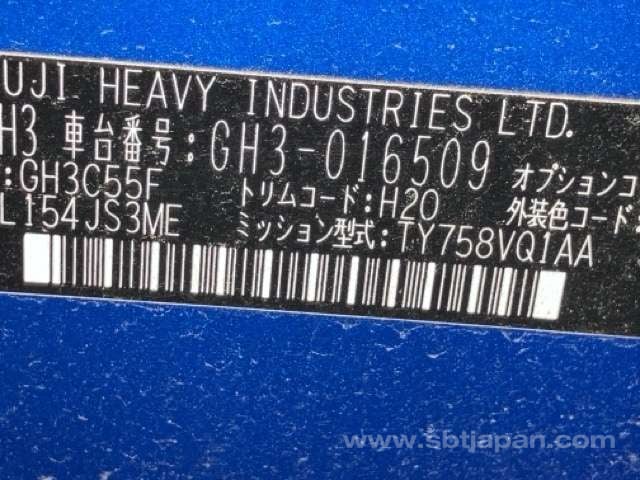 UJI HEAVY INDUSTRIES LTD.
H3 車台番号:GH3-016509 オプションコ
:GH3C55F トリムコード:H20 外装色コード:
L154JS3ME ミッション型式:TY758VQ1AA
www.sbtjapan.com